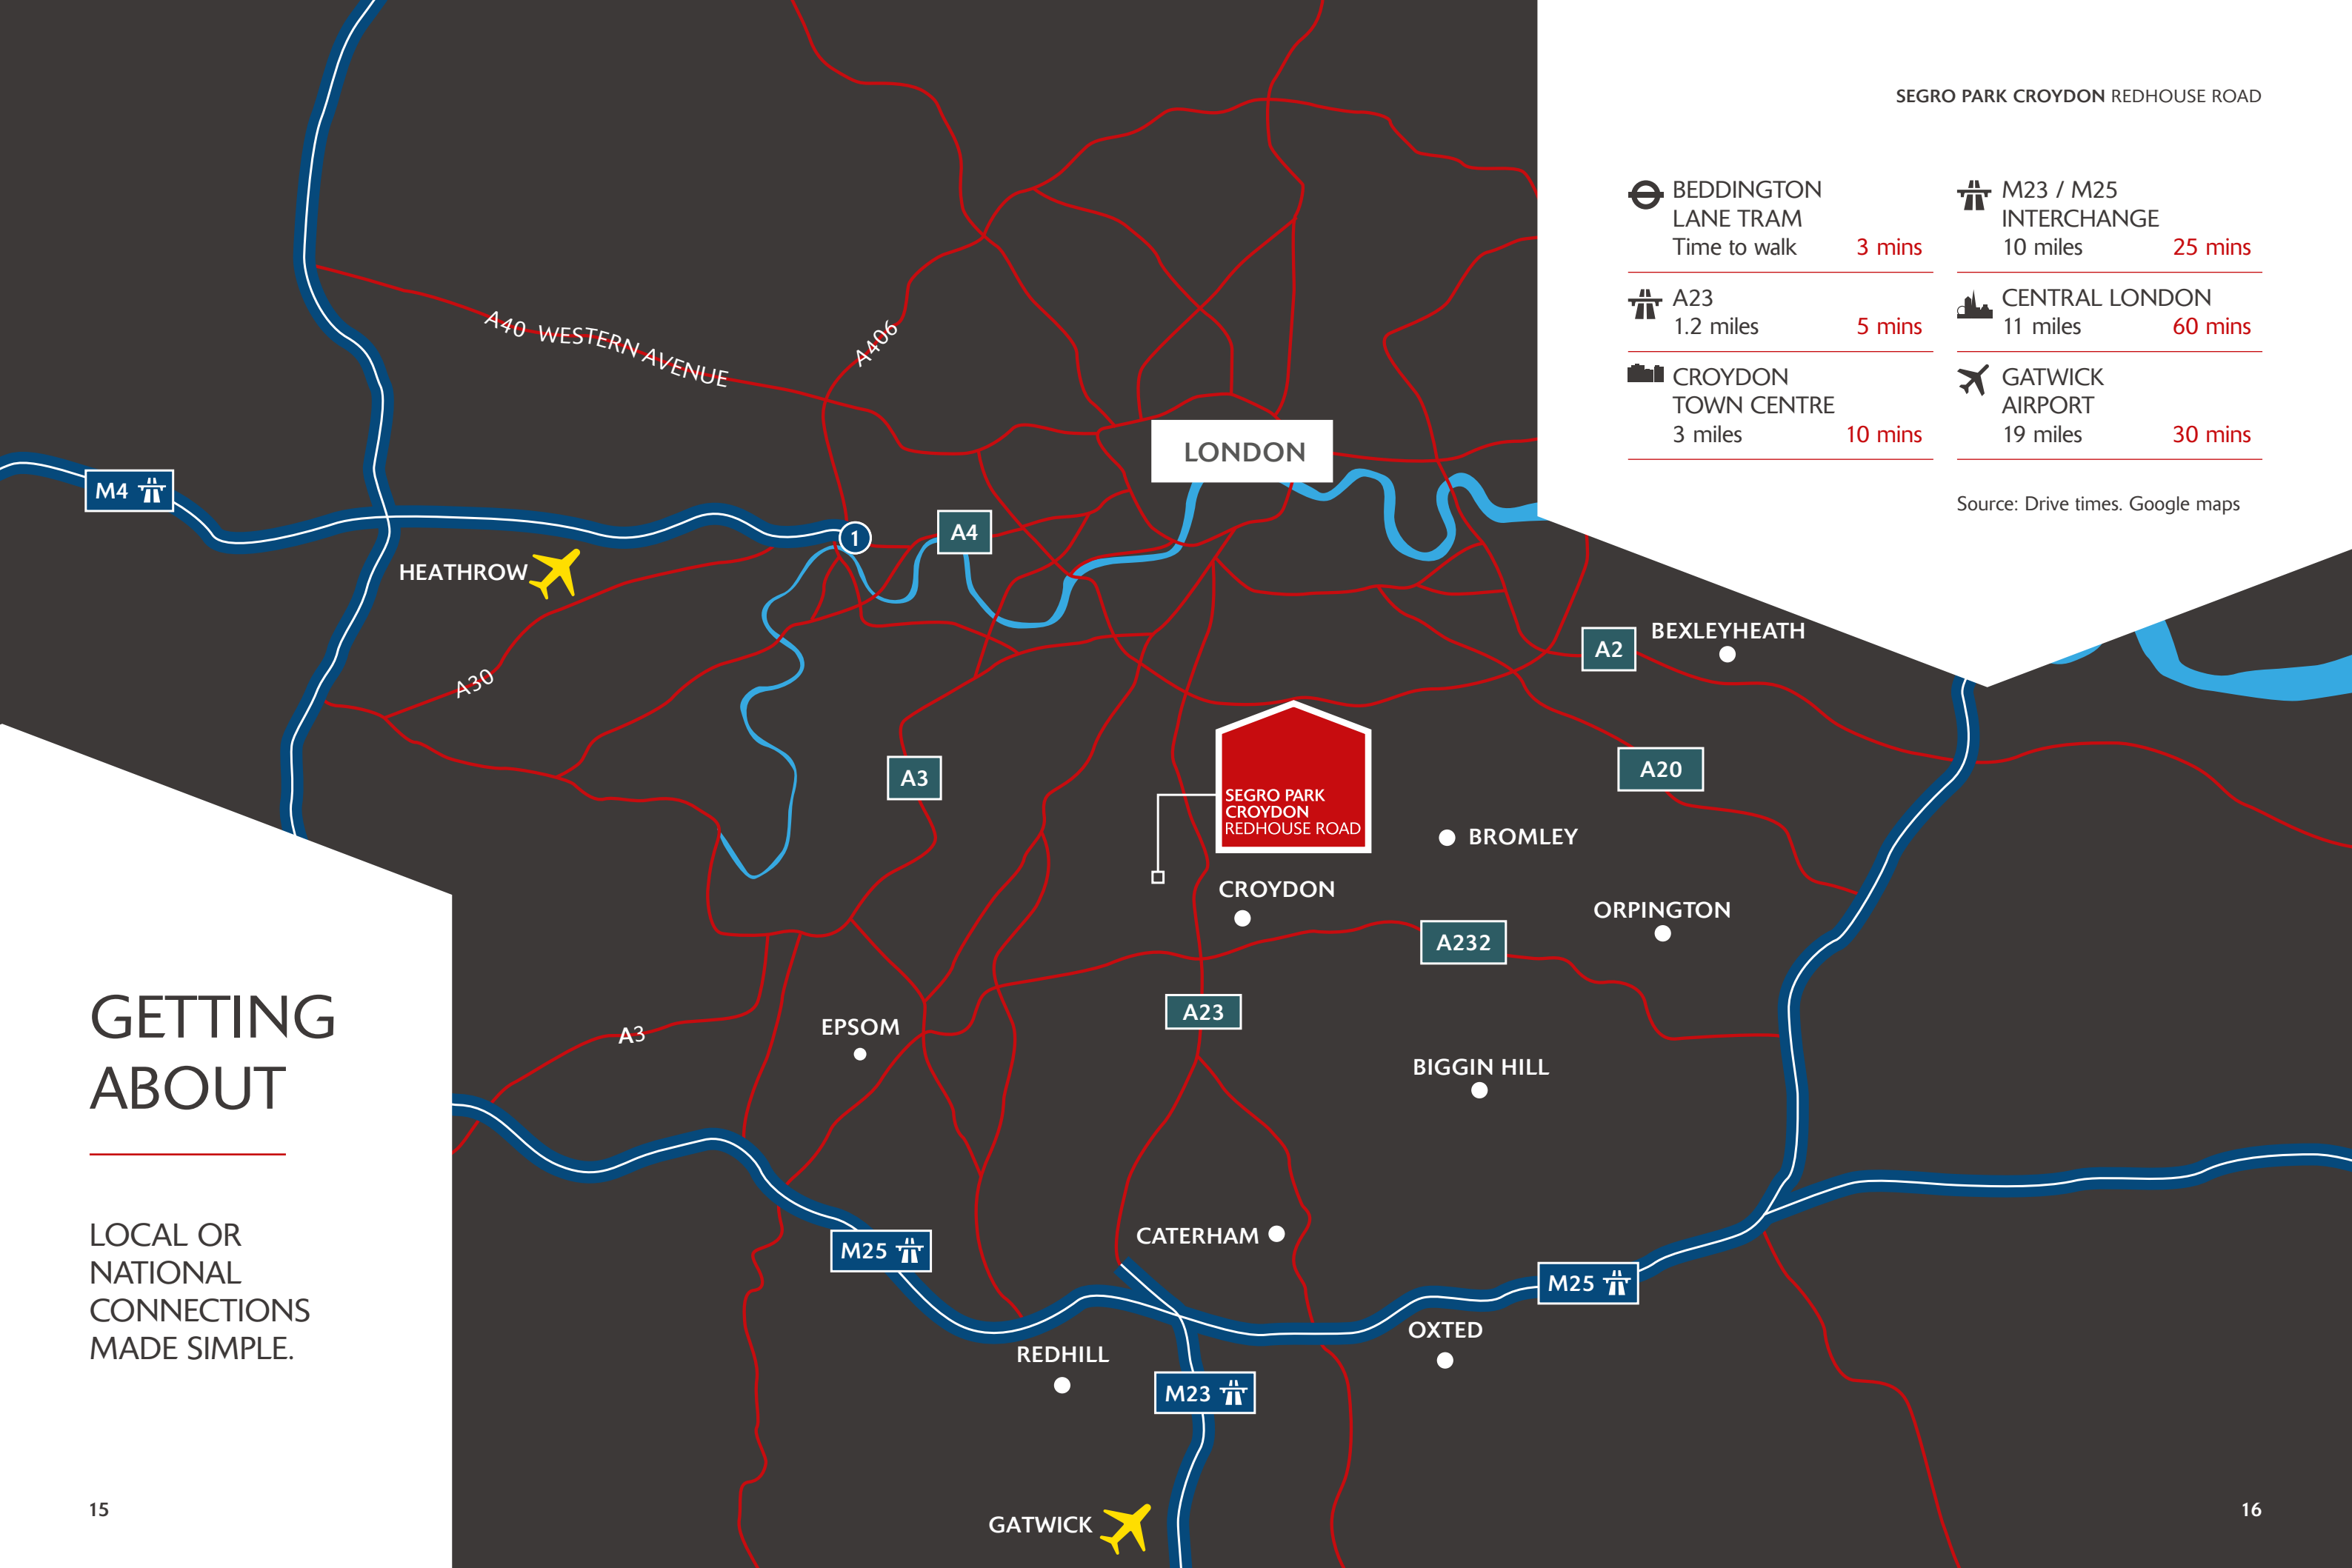 SEGRO PARK CROYDON REDHOUSE ROAD
BEDDINGTON
LANE TRAM
Time to walk 3 mins
A23
1.2 miles 5 mins
CROYDON
TOWN CENTRE
3 miles 10 mins
M23 / M25
INTERCHANGE
10 miles 25 mins
CENTRAL LONDON
11 miles 60 mins
GATWICK
AIRPORT
19 miles 30 mins
Source: Drive times. Google maps
A40 WESTERN AVENUE
A406
LONDON
M4
1
A4
HEATHROW
A30
A2
BEXLEYHEATH
A3
A20
SEGRO PARK
CROYDON
REDHOUSE ROAD
BROMLEY
CROYDON
ORPINGTON
A232
A23
EPSOM
A3
BIGGIN HILL
CATERHAM
M25
M25
OXTED
REDHILL
M23
GATWICK
GETTING
ABOUT
LOCAL OR
NATIONAL
CONNECTIONS
MADE SIMPLE.
15
16